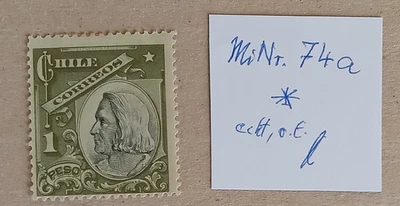 CHILE
CORREOS
1
PESO
MiNr. 74a
*
echt, o.F.